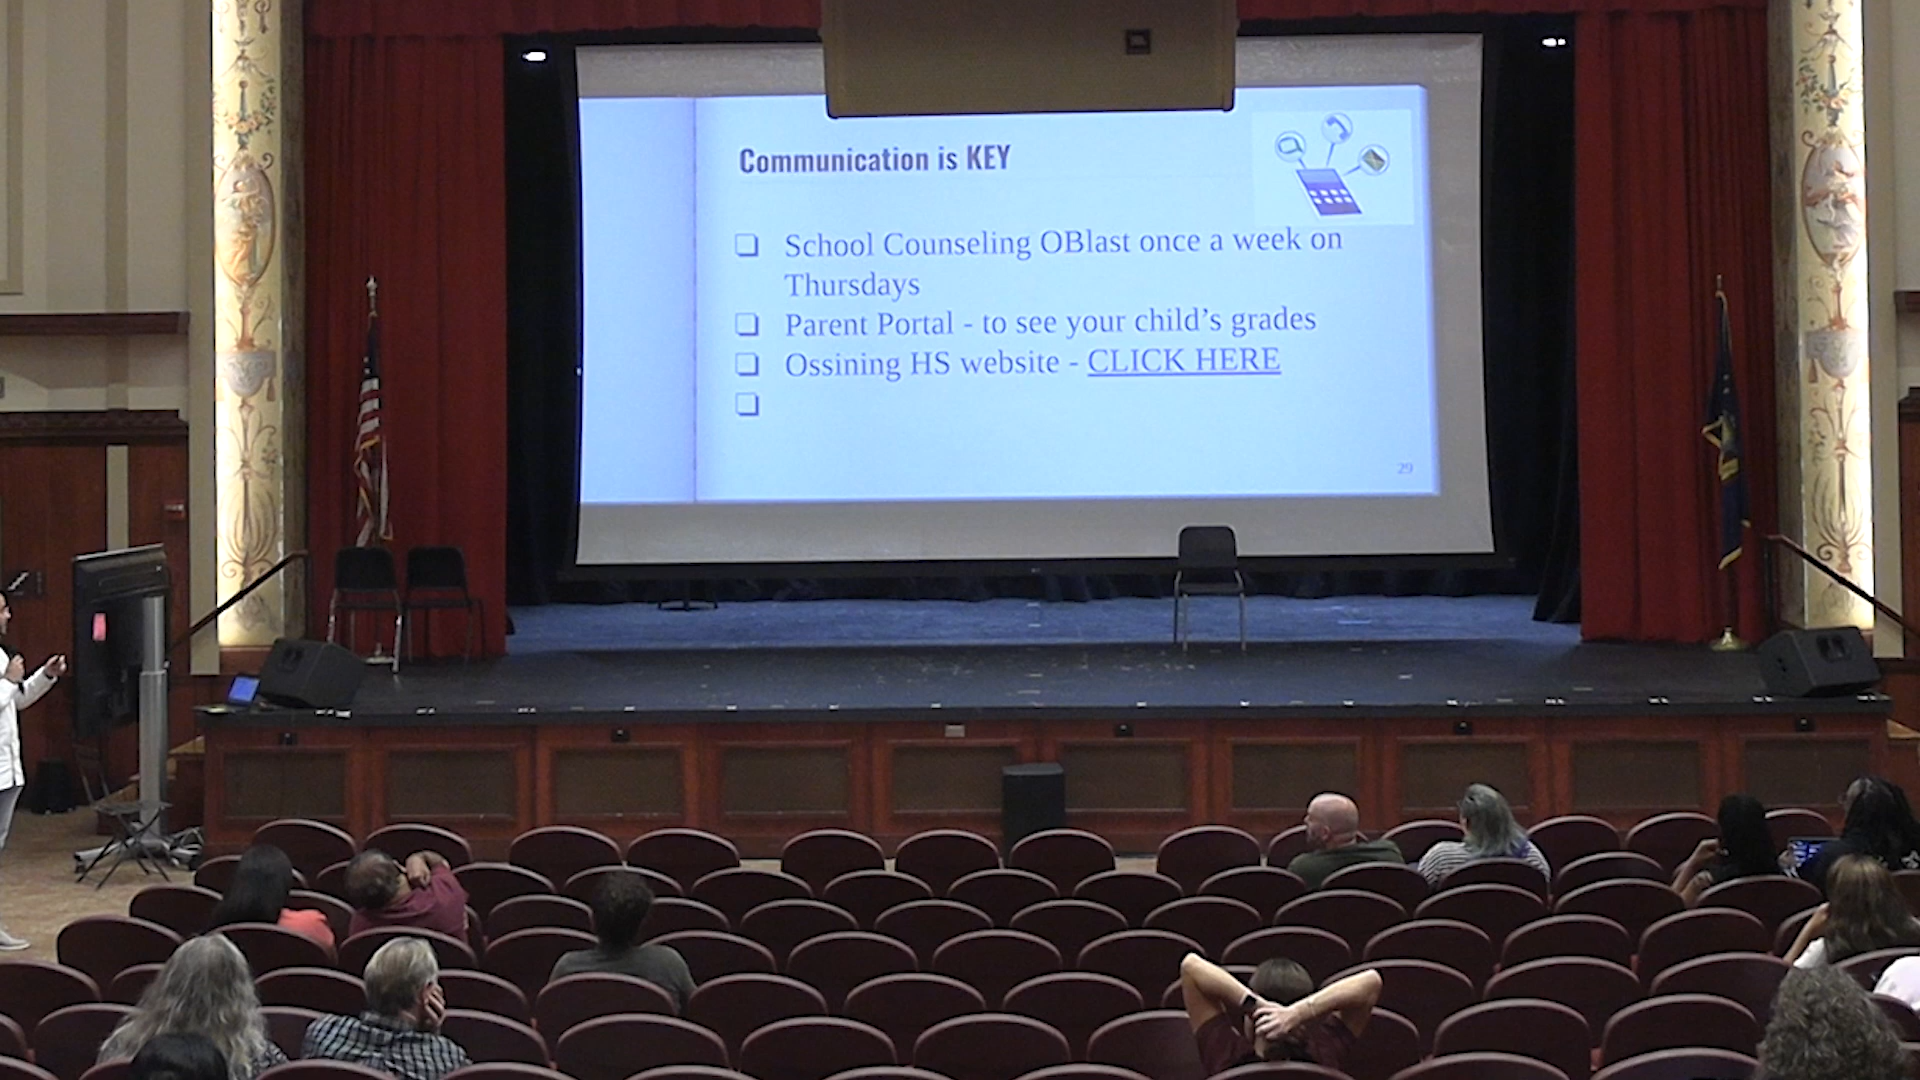 Communication is KEY
❏ School Counseling OBlast once a week on
Thursdays
❏ Parent Portal - to see your child’s grades
❏ Ossining HS website - CLICK HERE
❏
29